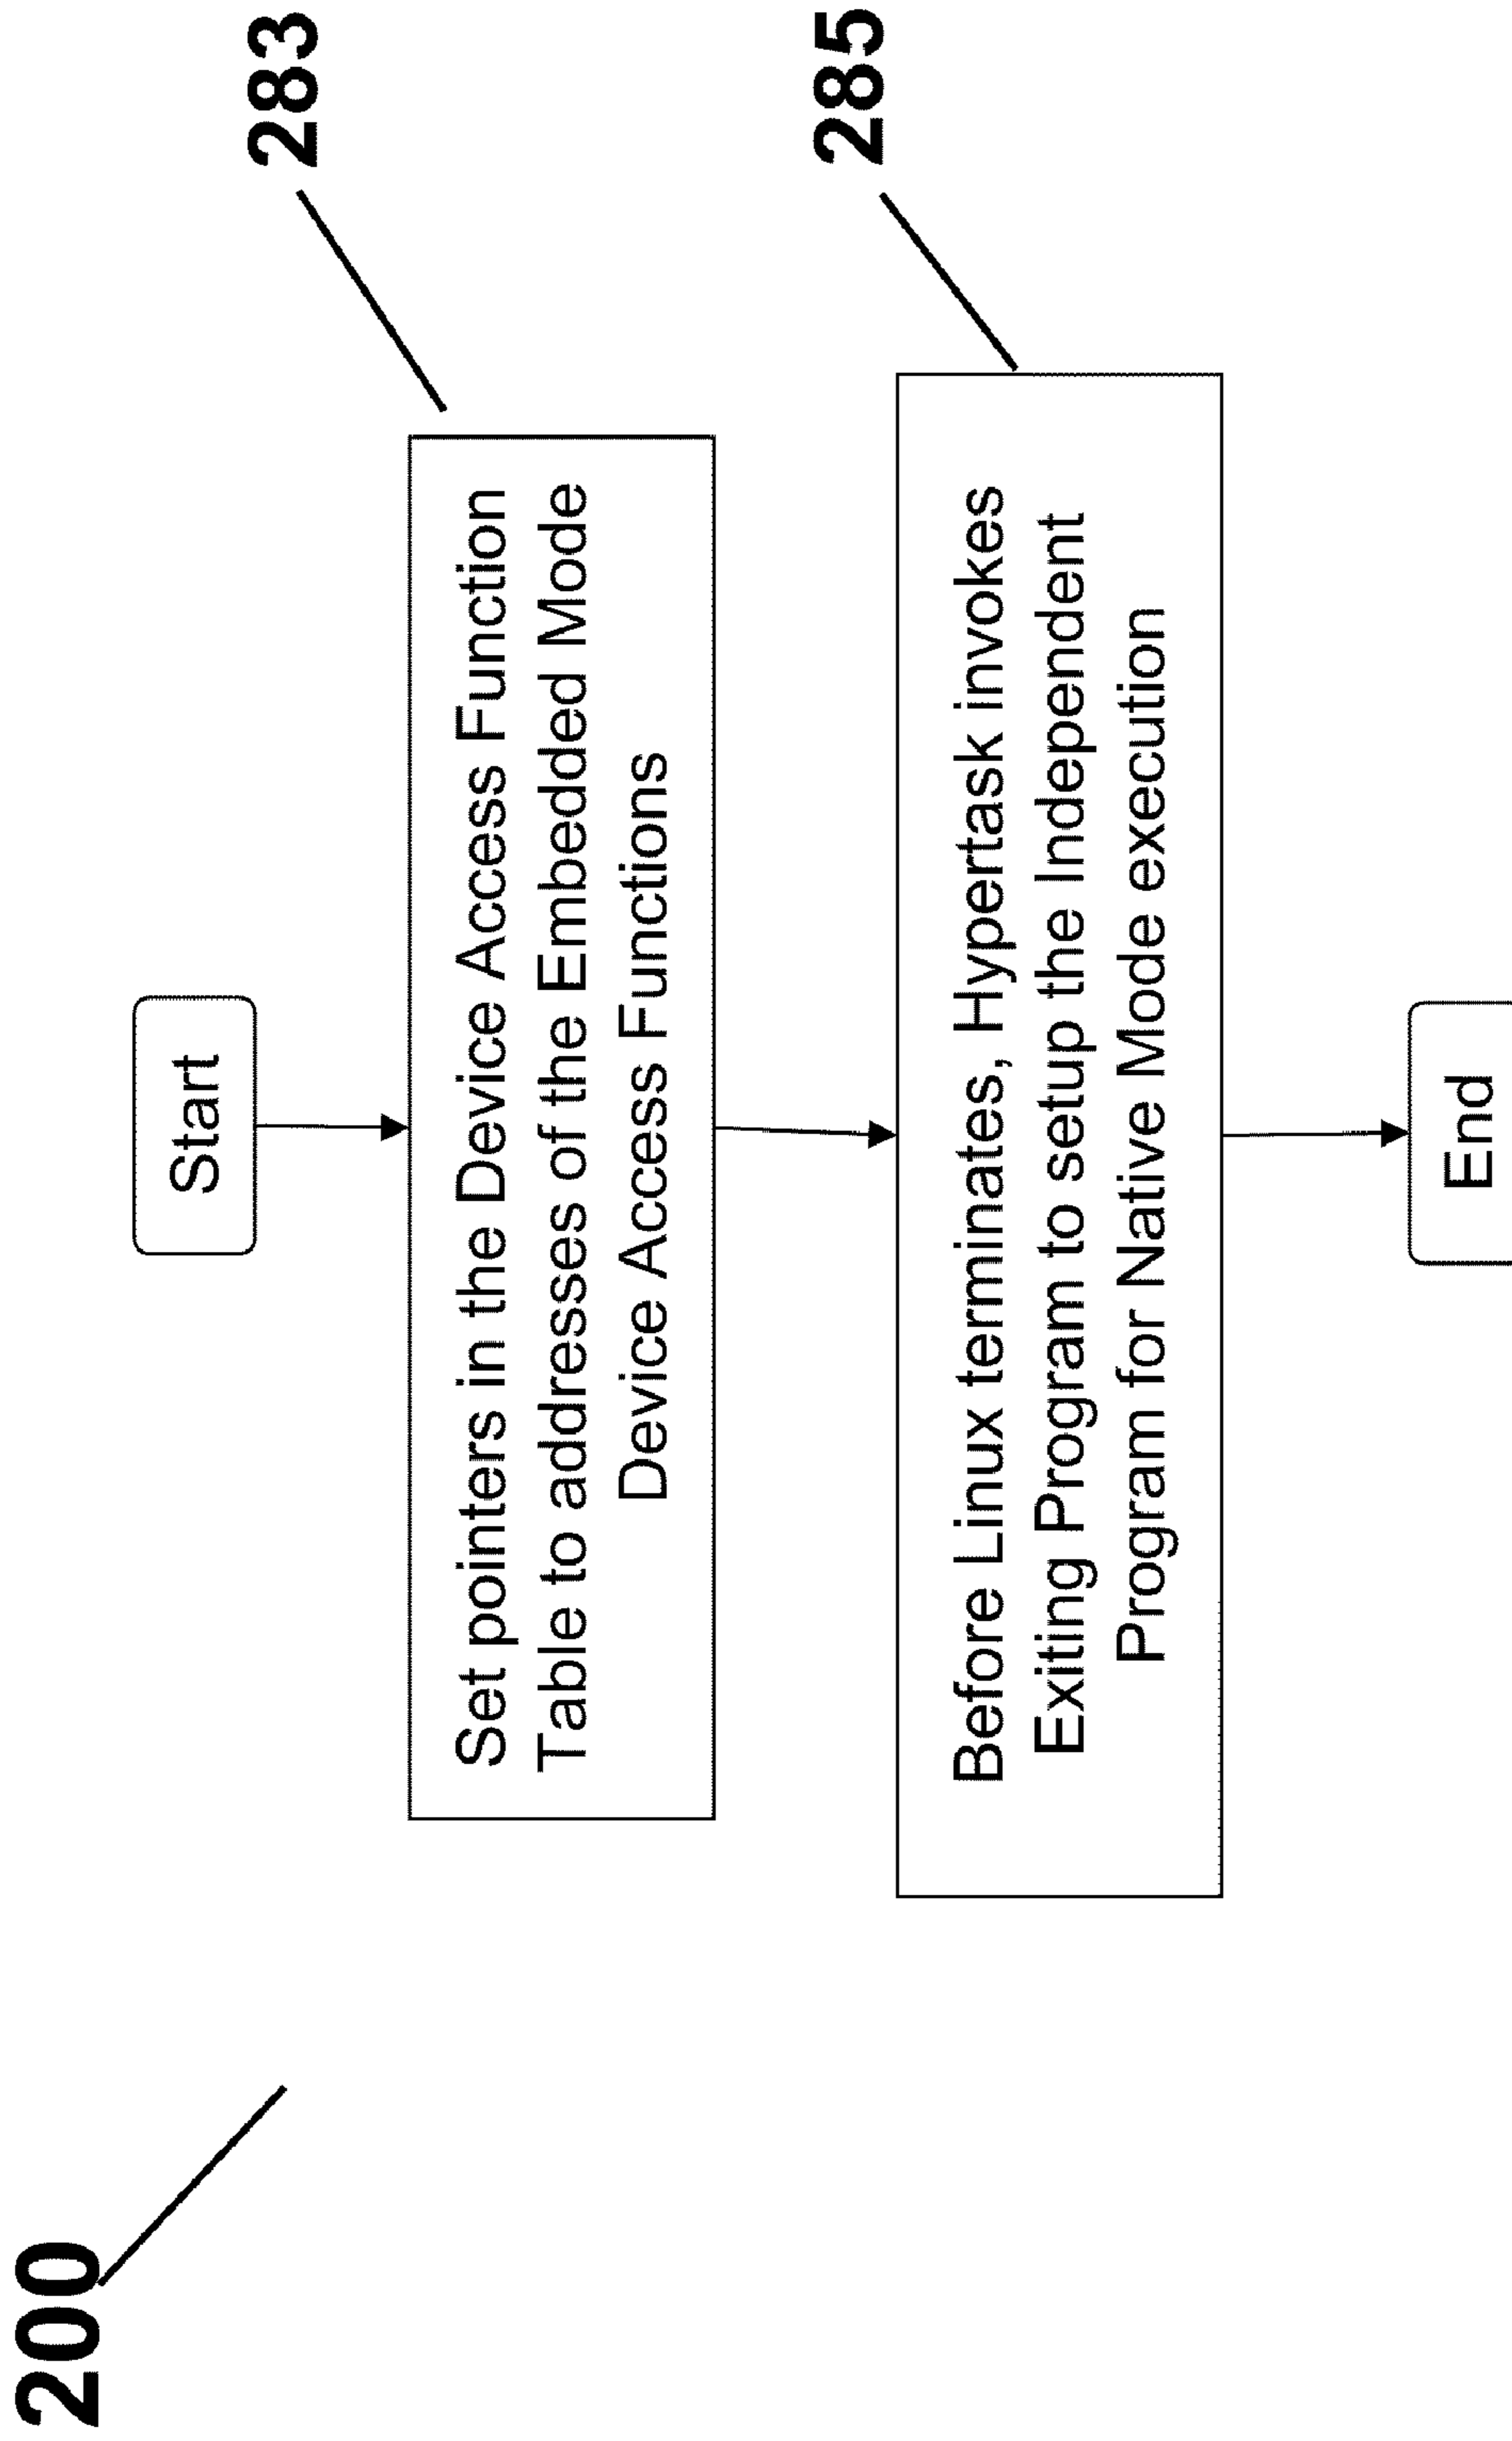 200
Start
283
Set pointers in the Device Access Function
Table to addresses of the Embedded Mode
Device Access Functions
285
Before Linux terminates, Hypertask invokes
Exiting Program to setup the Independent
Program for Native Mode execution
End